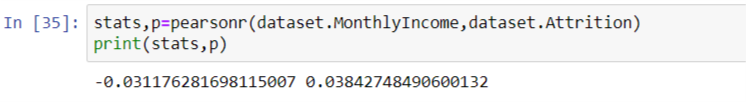 In [35]: stats,p=pearsonr(dataset.MonthlyIncome,dataset.Attrition)
print(stats,p)
-0.031176281698115007 0.03842748490600132